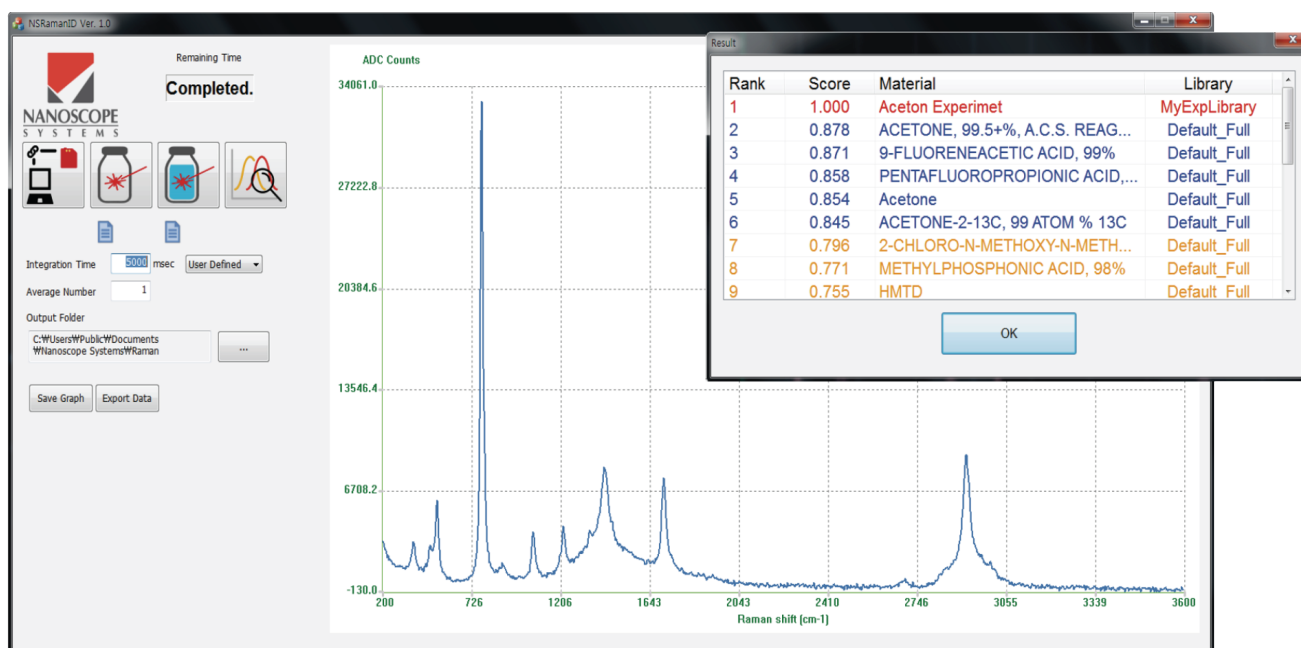 NSRamanID Ver. 1.0
NANOSCOPE
SYSTEMS
Remaining Time
Completed.
Integration Time 5000 msec User Defined
Average Number 1
Output Folder
C:₩Users₩Public₩Documents
₩Nanoscope Systems₩Raman
...
Save Graph Export Data
ADC Counts
34061.0
27222.8
20384.6
13546.4
6708.2
-130.0
200 726 1206 1643 2043 2410 2746 3055 3339 3600
Raman shift [cm-1]
Result
Rank Score Material Library
1 1.000 Aceton Experimet MyExpLibrary
2 0.878 ACETONE, 99.5+%, A.C.S. REAG... Default_Full
3 0.871 9-FLUORENEACETIC ACID, 99% Default_Full
4 0.858 PENTAFLUOROPROPIONIC ACID,... Default_Full
5 0.854 Acetone Default_Full
6 0.845 ACETONE-2-13C, 99 ATOM % 13C Default_Full
7 0.796 2-CHLORO-N-METHOXY-N-METH... Default_Full
8 0.771 METHYLPHOSPHONIC ACID, 98% Default_Full
9 0.755 HMTD Default_Full
OK